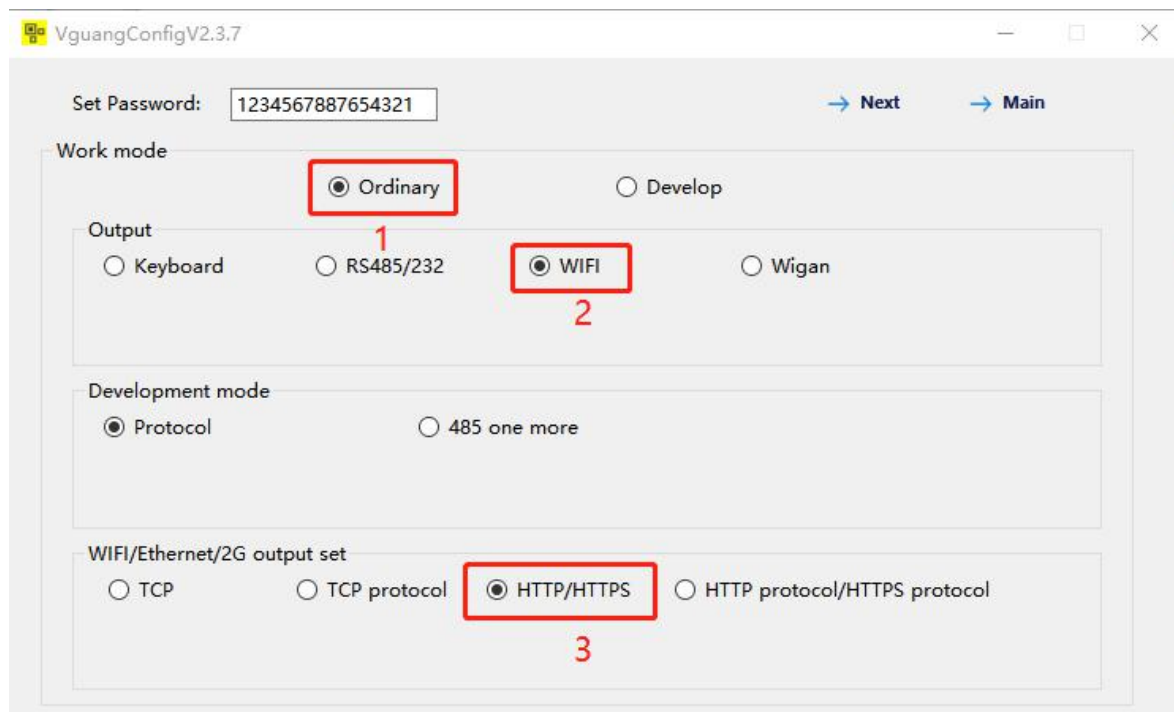 VguangConfigV2.3.7
Set Password: 1234567887654321 Next Main
Work mode
Ordinary Develop
1
Output
Keyboard RS485/232 WIFI Wigan
2
Development mode
Protocol 485 one more
WIFI/Ethernet/2G output set
TCP TCP protocol HTTP/HTTPS HTTP protocol/HTTPS protocol
3